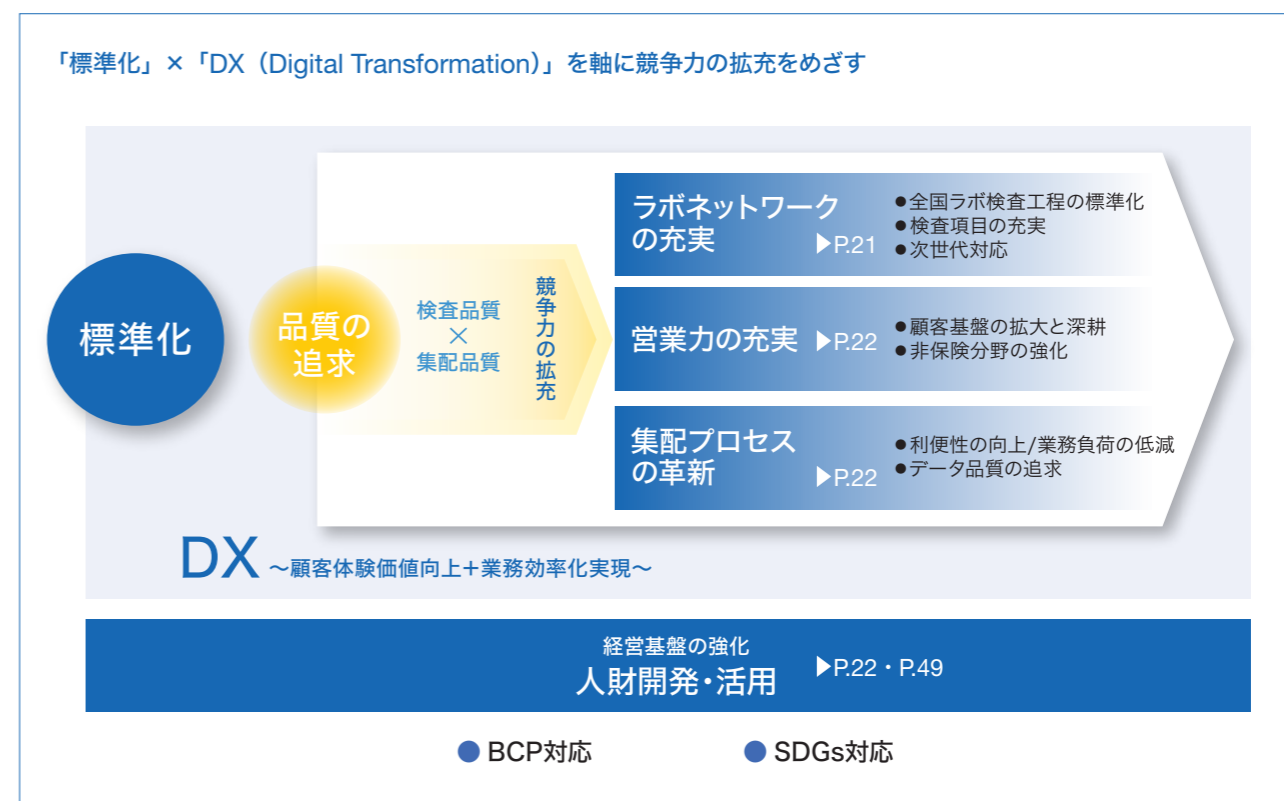 「標準化」×「DX（Digital Transformation）」を軸に競争力の拡充をめざす
標準化
品質の
追求
検査品質
×
集配品質
競争力の拡充
ラボネットワーク
の充実 ▶P.21
●全国ラボ検査工程の標準化
●検査項目の充実
●次世代対応
営業力の充実 ▶P.22
●顧客基盤の拡大と深耕
●非保険分野の強化
集配プロセス
の革新 ▶P.22
●利便性の向上/業務負荷の低減
●データ品質の追求
DX ～顧客体験価値向上＋業務効率化実現～
経営基盤の強化
人財開発・活用 ▶P.22・P.49
●BCP対応 ●SDGs対応